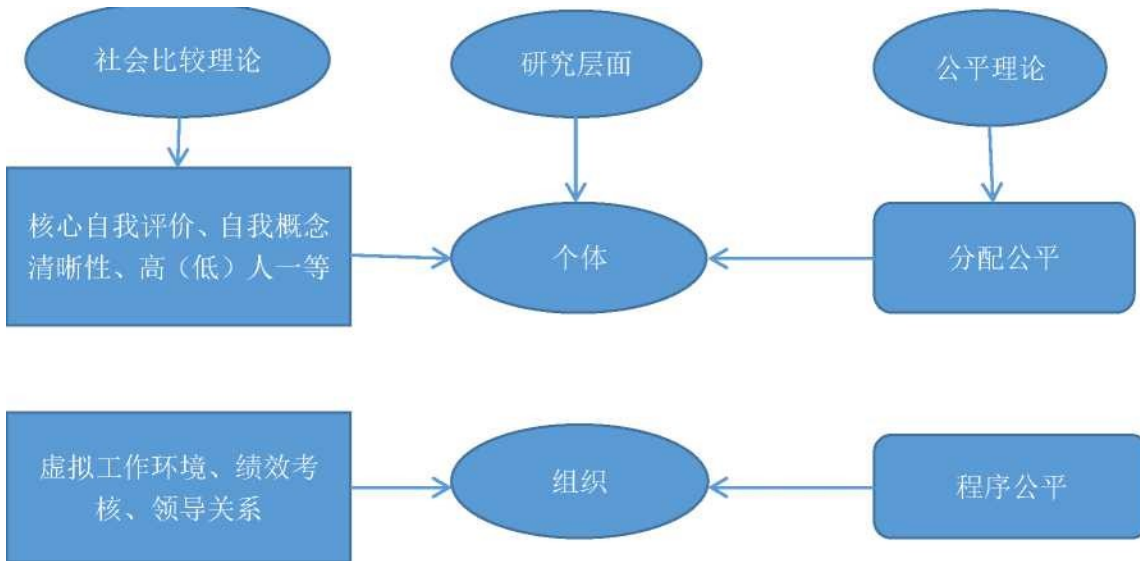 社会比较理论
研究层面
公平理论
核心自我评价、自我概念
清晰性、高（低）人一等
个体
分配公平
虚拟工作环境、绩效考
核、领导关系
组织
程序公平